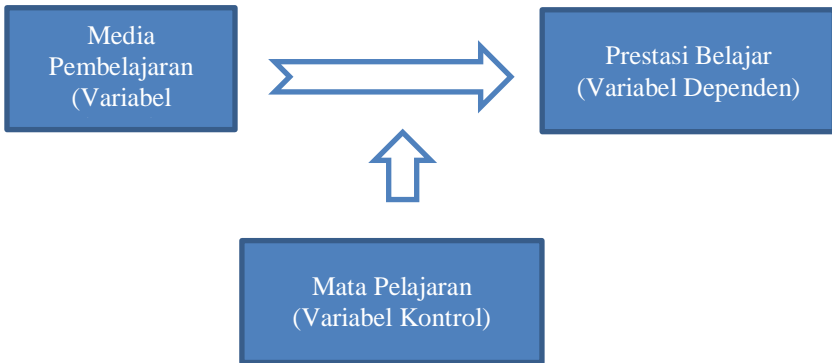 Media
Pembelajaran
(Variabel
Prestasi Belajar
(Variabel Dependen)
Mata Pelajaran
(Variabel Kontrol)